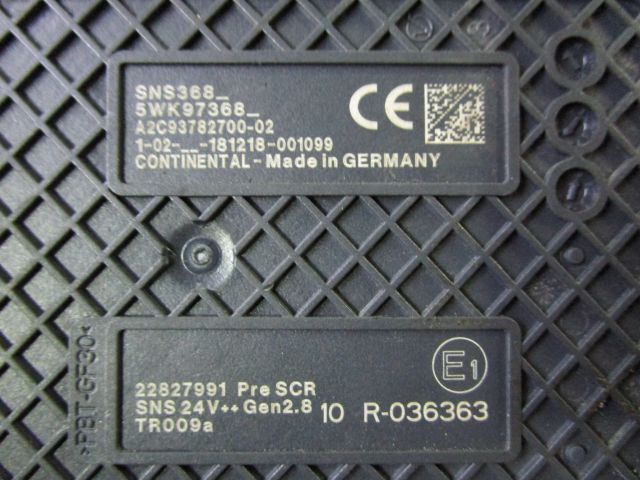 SNS368_
5WK97368_
A2C93782700-02
1-02-__-181218-001099
CONTINENTAL - Made in GERMANY
CE
>PBT-GF30<
22827991 Pre SCR
SNS 24V++ Gen2.8
TR009a
10 R-036363
E1